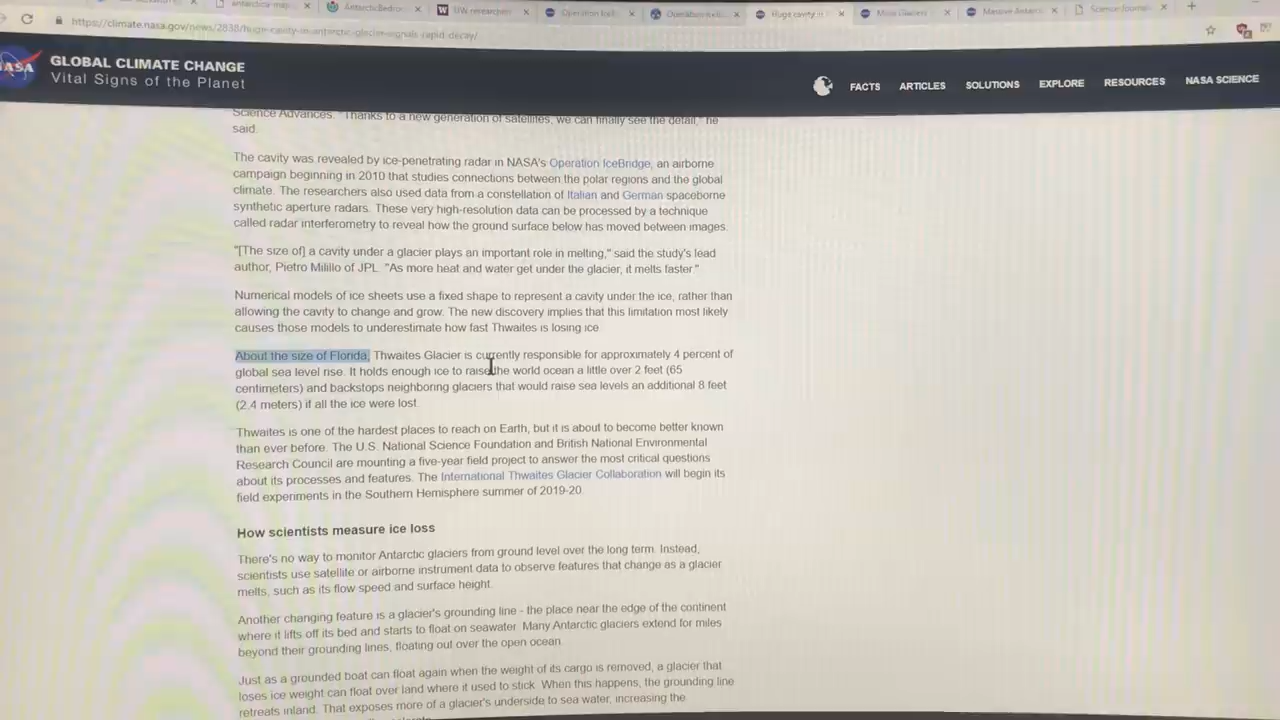 antarctica-map
AntarcticBedro
UW researchers
Operation Ice
Operation Ice
Huge cavity in
More Glaciers
Massive Antarc
Science Journal
https://climate.nasa.gov/news/2838/huge-cavity-in-antarctic-glacier-signals-rapid-decay/
NASA
GLOBAL CLIMATE CHANGE
Vital Signs of the Planet
FACTS ARTICLES SOLUTIONS EXPLORE RESOURCES NASA SCIENCE
Science Advances. "Thanks to a new generation of satellites, we can finally see the detail," he
said.
The cavity was revealed by ice-penetrating radar in NASA's Operation IceBridge, an airborne
campaign beginning in 2010 that studies connections between the polar regions and the global
climate. The researchers also used data from a constellation of Italian and German spaceborne
synthetic aperture radars. These very high-resolution data can be processed by a technique
called radar interferometry to reveal how the ground surface below has moved between images.
"[The size of] a cavity under a glacier plays an important role in melting," said the study's lead
author, Pietro Milillo of JPL. "As more heat and water get under the glacier, it melts faster."
Numerical models of ice sheets use a fixed shape to represent a cavity under the ice, rather than
allowing the cavity to change and grow. The new discovery implies that this limitation most likely
causes those models to underestimate how fast Thwaites is losing ice.
About the size of Florida, Thwaites Glacier is currently responsible for approximately 4 percent of
global sea level rise. It holds enough ice to raise the world ocean a little over 2 feet (65
centimeters) and backstops neighboring glaciers that would raise sea levels an additional 8 feet
(2.4 meters) if all the ice were lost.
Thwaites is one of the hardest places to reach on Earth, but it is about to become better known
than ever before. The U.S. National Science Foundation and British National Environmental
Research Council are mounting a five-year field project to answer the most critical questions
about its processes and features. The International Thwaites Glacier Collaboration will begin its
field experiments in the Southern Hemisphere summer of 2019-20.
How scientists measure ice loss
There's no way to monitor Antarctic glaciers from ground level over the long term. Instead,
scientists use satellite or airborne instrument data to observe features that change as a glacier
melts, such as its flow speed and surface height.
Another changing feature is a glacier's grounding line - the place near the edge of the continent
where it lifts off its bed and starts to float on seawater. Many Antarctic glaciers extend for miles
beyond their grounding lines, floating out over the open ocean.
Just as a grounded boat can float again when the weight of its cargo is removed, a glacier that
loses ice weight can float over land where it used to stick. When this happens, the grounding line
retreats inland. That exposes more of a glacier's underside to sea water, increasing the